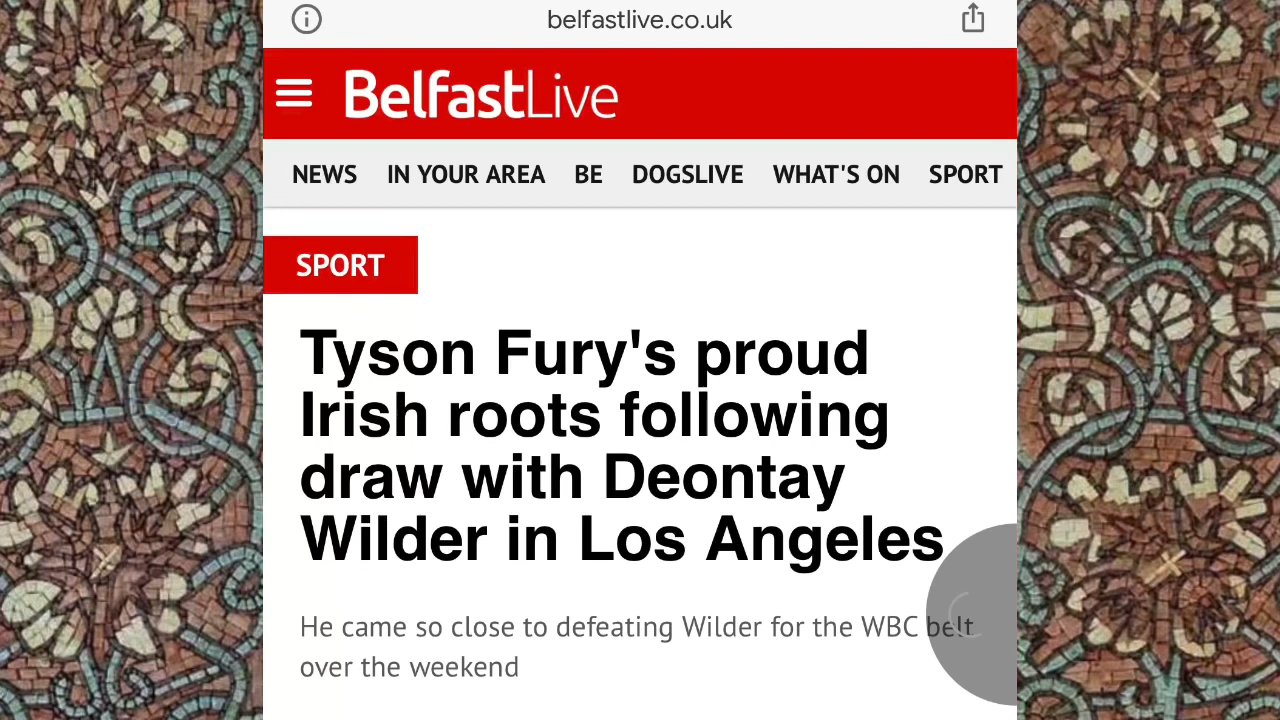 belfastlive.co.uk
BelfastLive
NEWS IN YOUR AREA BE DOGSLIVE WHAT'S ON SPORT
SPORT
Tyson Fury's proud
Irish roots following
draw with Deontay
Wilder in Los Angeles
He came so close to defeating Wilder for the WBC belt
over the weekend